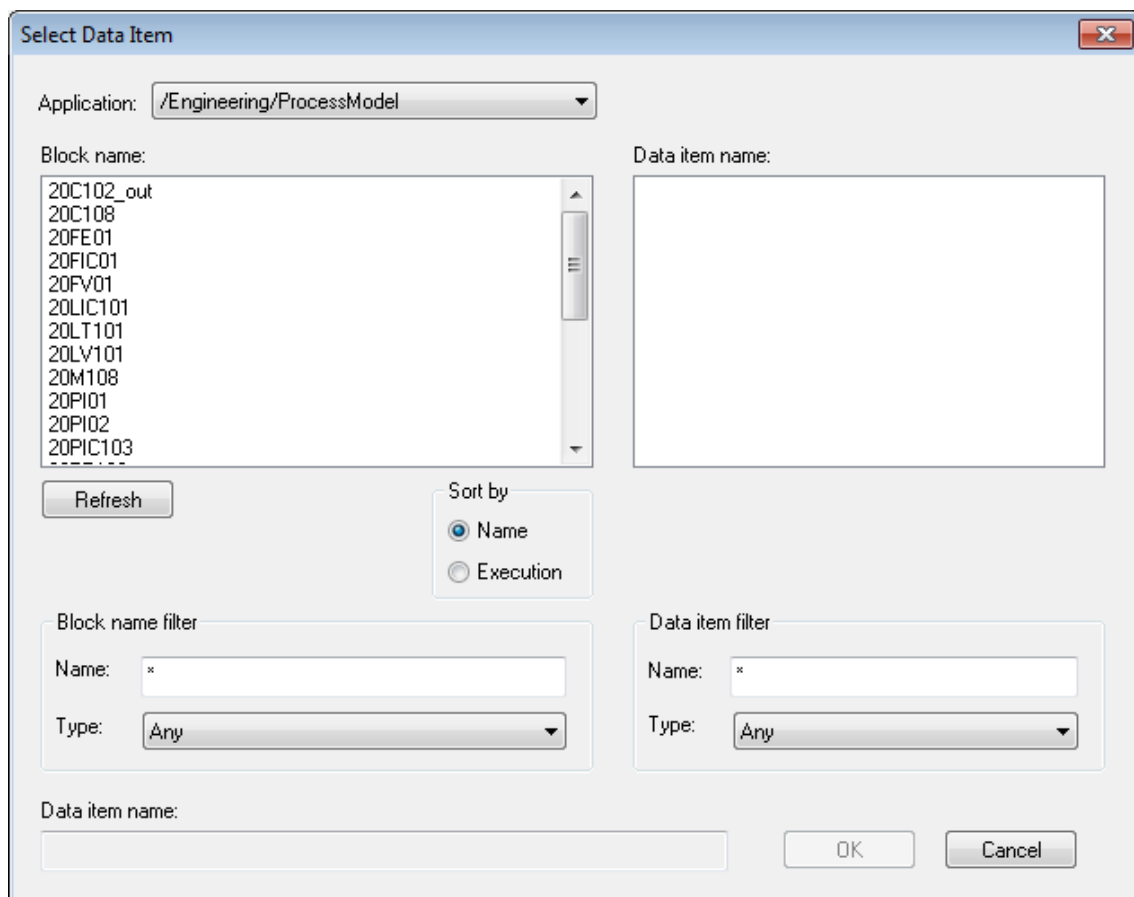 Select Data Item
Application: /Engineering/ProcessModel
Block name:
20C102_out
20C108
20FE01
20FIC01
20FV01
20LIC101
20LT101
20LV101
20M108
20PI01
20PI02
20PIC103
Data item name:
Refresh
Sort by
Name
Execution
Block name filter
Name: *
Type: Any
Data item filter
Name: *
Type: Any
Data item name:
OK Cancel